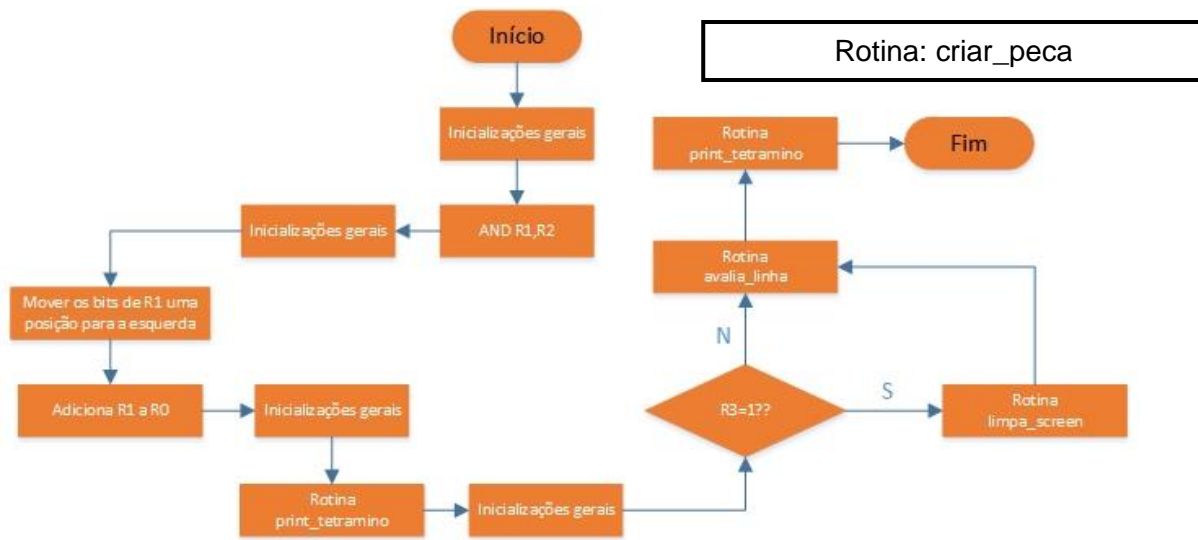 Rotina: criar_peca
Início
Inicializações gerais
AND R1,R2
Inicializações gerais
Mover os bits de R1 uma
posição para a esquerda
Adiciona R1 a R0
Inicializações gerais
Rotina
print_tetramino
Inicializações gerais
R3=1??
N
S
Rotina
limpa_screen
Rotina
avalia_linha
Rotina
print_tetramino
Fim